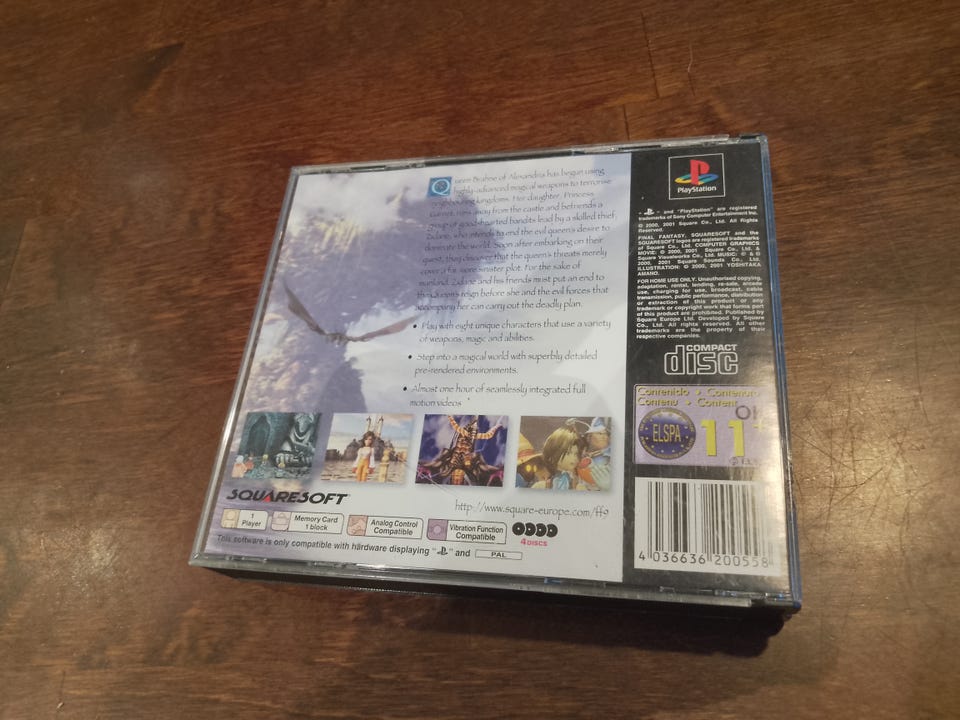 Queen Brahne of Alexandria has begun using
highly-advanced magical weapons to terrorise
neighbouring kingdoms. Her daughter, Princess
Garnet, runs away from the castle and befriends a
group of good-hearted bandits lead by a skilled thief,
Zidane, who intends to end the evil queen's desire to
dominate the world. Soon after embarking on their
quest, they discover that the queen's threats merely
cover a far more sinister plot. For the sake of
mankind, Zidane and his friends must put an end to
the Queen's reign before she and the evil forces that
accompany her can carry out the deadly plan.
• Play with eight unique characters that use a variety
of weapons, magic and abilities.
• Step into a magical world with superbly detailed
pre-rendered environments.
• Almost one hour of seamlessly integrated full
motion videos
SQUARESOFT
http://www.square-europe.com/ff9
1
Player
Memory Card
1 block
Analog Control
Compatible
Vibration Function
Compatible
4 DISCS
This software is only compatible with hardware displaying " " and PAL
PlayStation
" " and "PlayStation" are registered
trademarks of Sony Computer Entertainment Inc.
© 2000, 2001 Square Co., Ltd. All Rights
Reserved.
FINAL FANTASY, SQUARESOFT and the
SQUARESOFT logos are registered trademarks
of Square Co., Ltd. COMPUTER GRAPHICS
MOVIE: © 2000, 2001 Square Co., Ltd. &
Square Visualworks Co., Ltd. MUSIC: ℗ & ©
2000, 2001 Square Sounds Co., Ltd.
ILLUSTRATION: © 2000, 2001 YOSHITAKA
AMANO.
FOR HOME USE ONLY. Unauthorised copying,
adaptation, rental, lending, re-sale, arcade
use, charging for use, broadcast, cable
transmission, public performance, distribution
or extraction of this product or any
trademark or copyright work that forms part
of this product are prohibited. Published by
Square Europe Ltd. Developed by Square
Co., Ltd. All rights reserved. All other
trademarks are the property of their
respective companies.
COMPACT
disc
Contenido • Contenuto
Contenu • Content
OK
ELSPA
11+
4 036636 200558